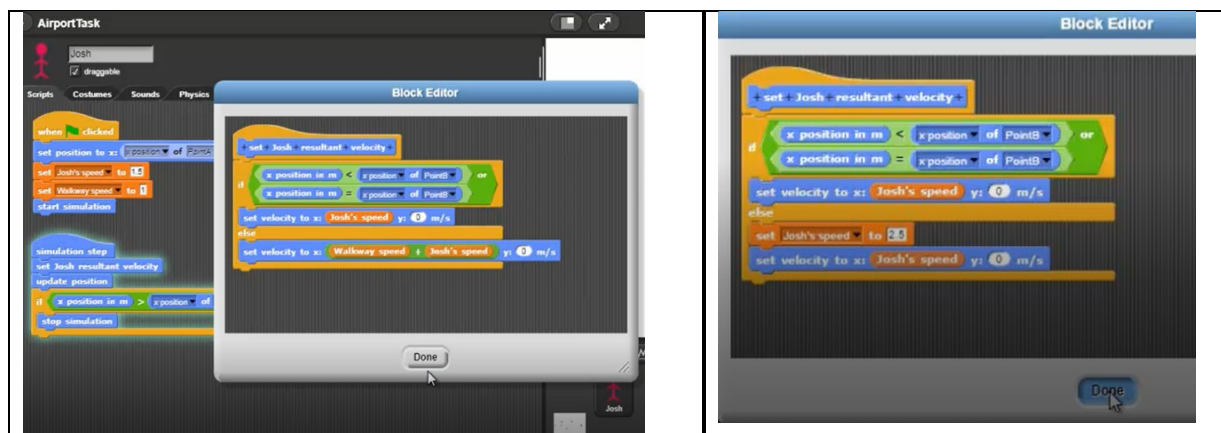 AirportTask
Josh
draggable
Scripts Costumes Sounds Physics
when clicked
set position to x: x position of PointA
set Josh's speed to 1.5
set Walkway speed to 1
start simulation
simulation step
set Josh resultant velocity
update position
if x position in m > x position of
stop simulation
Block Editor
+ set + Josh + resultant + velocity +
if x position in m < x position of PointB or
x position in m = x position of PointB
set velocity to x: Josh's speed y: 0 m/s
else
set velocity to x: Walkway speed + Josh's speed y: 0 m/s
Done
Josh
Block Editor
+ set + Josh + resultant + velocity +
if x position in m < x position of PointB or
x position in m = x position of PointB
set velocity to x: Josh's speed y: 0 m/s
else
set Josh's speed to 2.5
set velocity to x: Josh's speed y: 0 m/s
Done